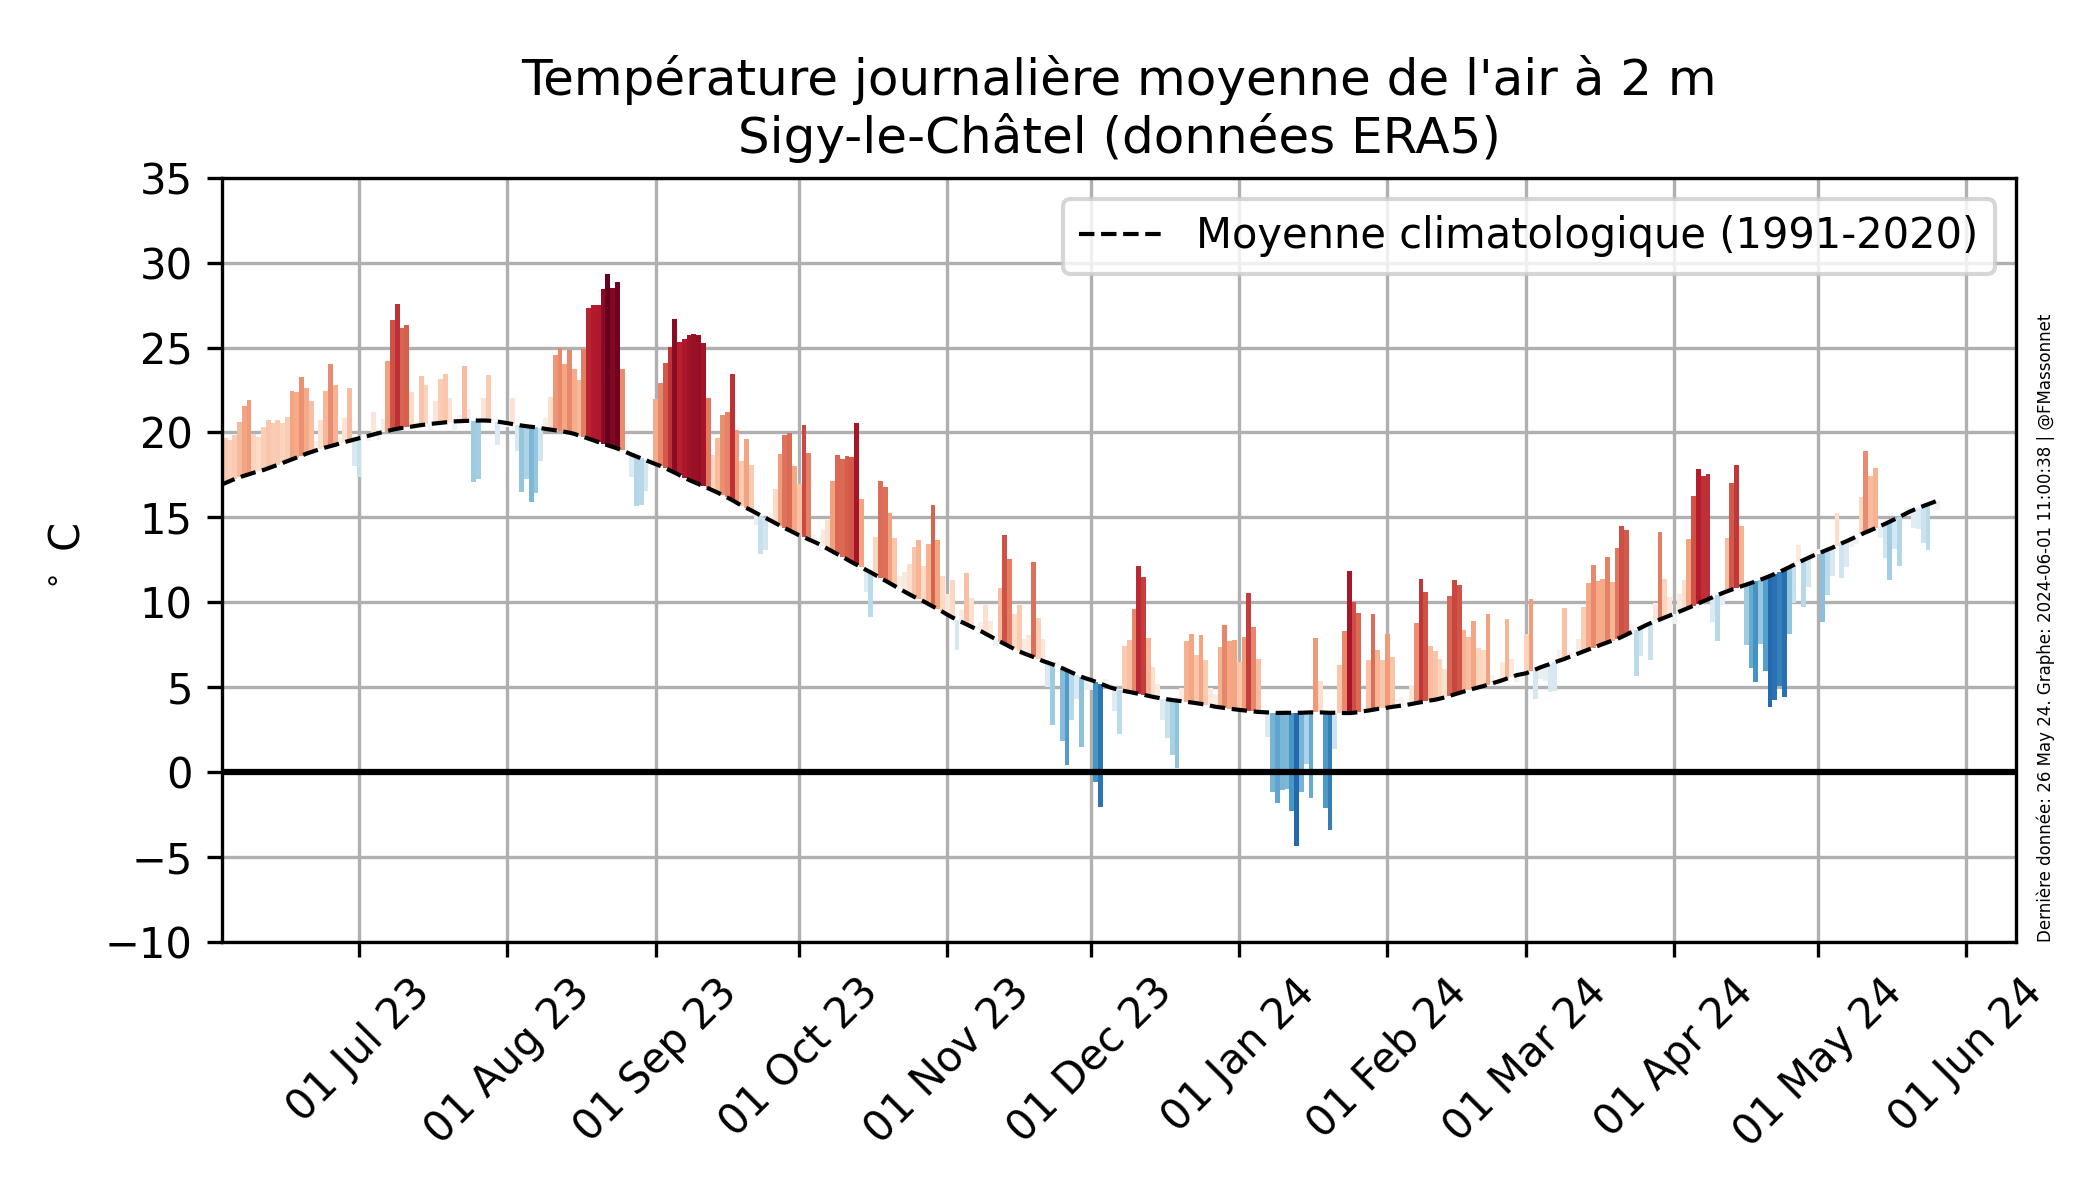 Température journalière moyenne de l'air à 2 m
Sigy-le-Châtel (données ERA5)
Moyenne climatologique (1991-2020)
° C
35
30
25
20
15
10
5
0
−5
−10
01 Jul 23
01 Aug 23
01 Sep 23
01 Oct 23
01 Nov 23
01 Dec 23
01 Jan 24
01 Feb 24
01 Mar 24
01 Apr 24
01 May 24
01 Jun 24
Dernière donnée: 26 May 24. Graphe: 2024-06-01 11:00:38 | @FMassonnet